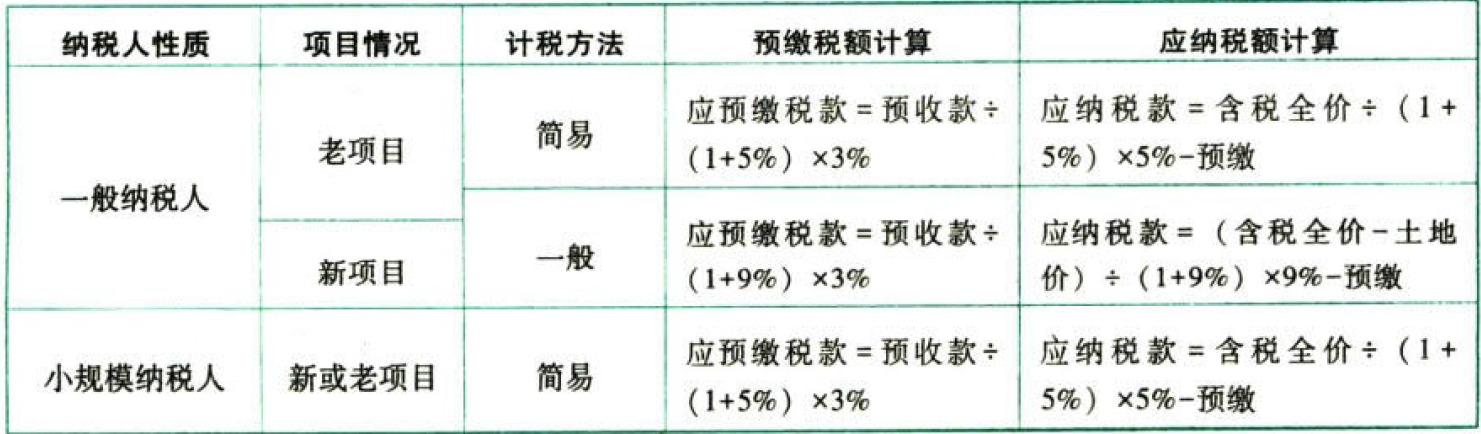 纳税人性质 项目情况 计税方法 预缴税额计算 应纳税额计算
一般纳税人 老项目 简易 应预缴税款=预收款÷
(1+5%)×3% 应纳税款=含税全价÷(1+
5%)×5%-预缴
新项目 一般 应预缴税款=预收款÷
(1+9%)×3% 应纳税款=(含税全价-土地
价)÷(1+9%)×9%-预缴
小规模纳税人 新或老项目 简易 应预缴税款=预收款÷
(1+5%)×3% 应纳税款=含税全价÷(1+
5%)×5%-预缴